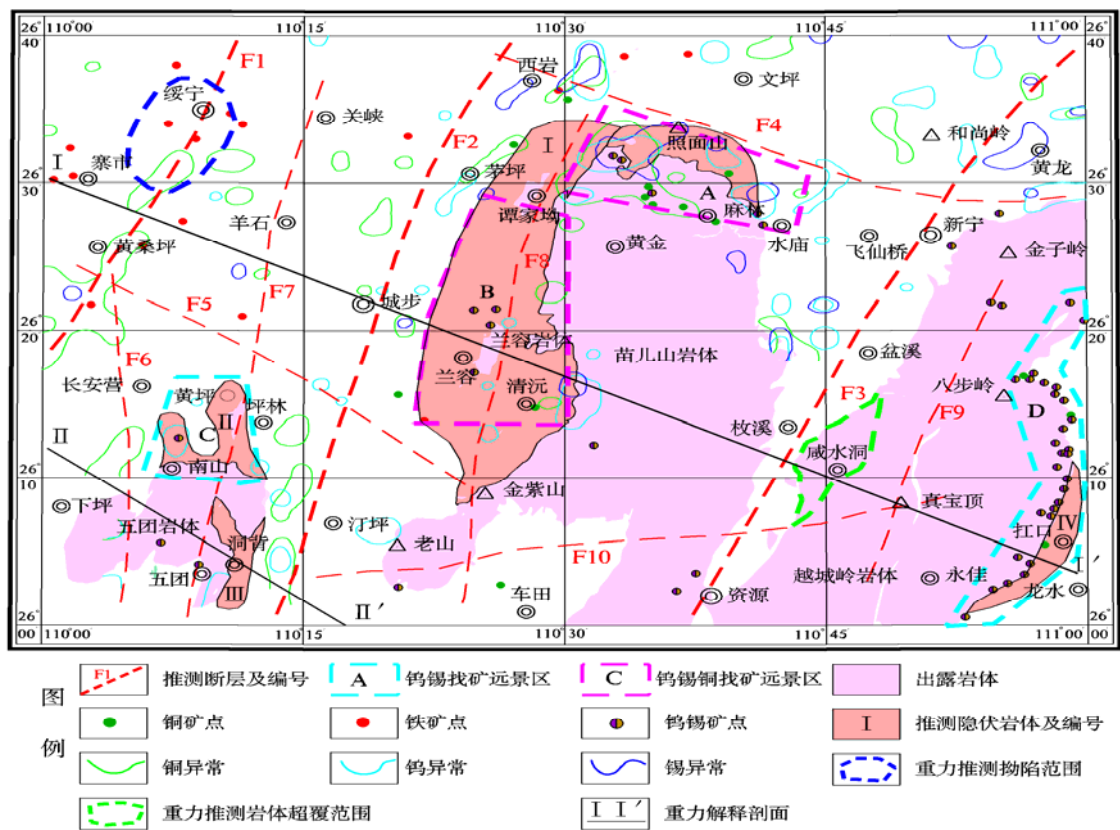 110°00′ 110°15′ 110°30′ 110°45′ 111°00′
26° 40 26° 40
F1 西岩 文坪
绥宁 关峡 F2 F4 和尚岭
I 寨市 茅坪 I 照面山 黄龙
30 30
A
谭家坳 麻林 新宁
羊石 黄金 水庙 飞仙桥
黄桑坪 F8 金子岭
F7
F5 城步 B
26° 20 26° 20
F6 兰容岩体 盆溪
长安营 兰容 苗儿山岩体 F3 八步岭
黄坪 坪林 清沅 F9 D
II C II 枚溪
咸水洞
南山
26° 10 26° 10
下坪 金紫山 真宝顶
五团岩体 汀坪 老山 扛口 IV
洞背 F10 越城岭岩体 I′
五团 永佳 龙水
III II′ 车田 资源
26° 26°
00 110°00 110°15′ 110°30′ 110°45′ 111°00 00
图例
F1 推测断层及编号
A 钨锡找矿远景区
C 钨锡铜找矿远景区
出露岩体
铜矿点
铁矿点
钨锡矿点
I 推测隐伏岩体及编号
铜异常
钨异常
锡异常
重力推测拗陷范围
重力推测岩体超覆范围
I I′ 重力解释剖面